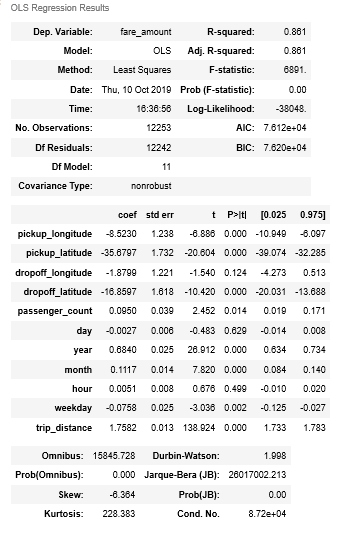 OLS Regression Results
Dep. Variable: fare_amount R-squared: 0.861
Model: OLS Adj. R-squared: 0.861
Method: Least Squares F-statistic: 6891.
Date: Thu, 10 Oct 2019 Prob (F-statistic): 0.00
Time: 16:36:56 Log-Likelihood: -38048.
No. Observations: 12253 AIC: 7.612e+04
Df Residuals: 12242 BIC: 7.620e+04
Df Model: 11
Covariance Type: nonrobust
coef std err t P>|t| [0.025 0.975]
pickup_longitude -8.5230 1.238 -6.886 0.000 -10.949 -6.097
pickup_latitude -35.6797 1.732 -20.604 0.000 -39.074 -32.285
dropoff_longitude -1.8799 1.221 -1.540 0.124 -4.273 0.513
dropoff_latitude -16.8597 1.618 -10.420 0.000 -20.031 -13.688
passenger_count 0.0950 0.039 2.452 0.014 0.019 0.171
day -0.0027 0.006 -0.483 0.629 -0.014 0.008
year 0.6840 0.025 26.912 0.000 0.634 0.734
month 0.1117 0.014 7.820 0.000 0.084 0.140
hour 0.0051 0.008 0.676 0.499 -0.010 0.020
weekday -0.0758 0.025 -3.036 0.002 -0.125 -0.027
trip_distance 1.7582 0.013 138.924 0.000 1.733 1.783
Omnibus: 15845.728 Durbin-Watson: 1.998
Prob(Omnibus): 0.000 Jarque-Bera (JB): 26017002.213
Skew: -6.364 Prob(JB): 0.00
Kurtosis: 228.383 Cond. No. 8.72e+04